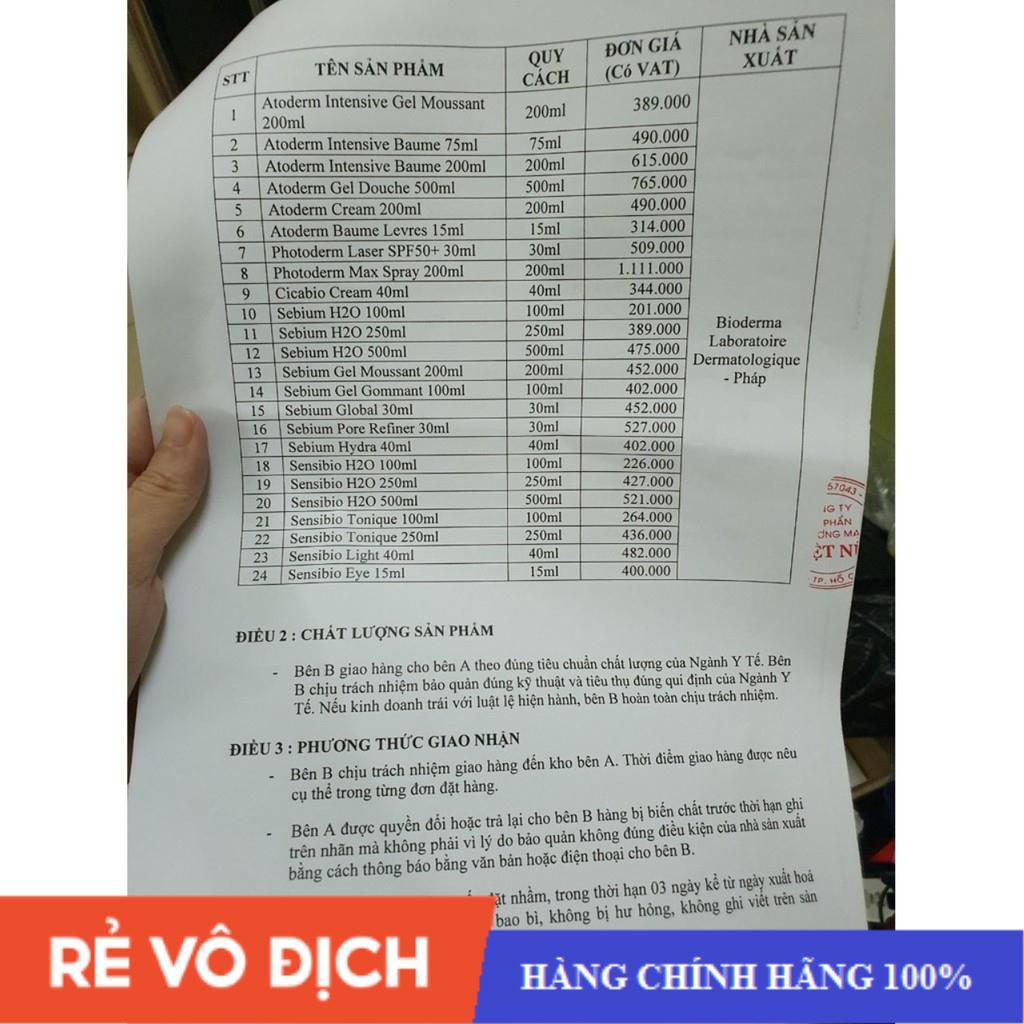 STT TÊN SẢN PHẨM QUY CÁCH ĐƠN GIÁ (Có VAT) NHÀ SẢN XUẤT
1 Atoderm Intensive Gel Moussant 200ml 200ml 389.000
2 Atoderm Intensive Baume 75ml 75ml 490.000
3 Atoderm Intensive Baume 200ml 200ml 615.000
4 Atoderm Gel Douche 500ml 500ml 765.000
5 Atoderm Cream 200ml 200ml 490.000
6 Atoderm Baume Levres 15ml 15ml 314.000
7 Photoderm Laser SPF50+ 30ml 30ml 509.000
8 Photoderm Max Spray 200ml 200ml 1.111.000
9 Cicabio Cream 40ml 40ml 344.000
10 Sebium H2O 100ml 100ml 201.000
11 Sebium H2O 250ml 250ml 389.000
12 Sebium H2O 500ml 500ml 475.000
13 Sebium Gel Moussant 200ml 200ml 452.000
14 Sebium Gel Gommant 100ml 100ml 402.000
15 Sebium Global 30ml 30ml 452.000
16 Sebium Pore Refiner 30ml 30ml 527.000
17 Sebium Hydra 40ml 40ml 402.000
18 Sensibio H2O 100ml 100ml 226.000
19 Sensibio H2O 250ml 250ml 427.000
20 Sensibio H2O 500ml 500ml 521.000
21 Sensibio Tonique 100ml 100ml 264.000
22 Sensibio Tonique 250ml 250ml 436.000
23 Sensibio Light 40ml 40ml 482.000
24 Sensibio Eye 15ml 15ml 400.000
Bioderma
Laboratoire
Dermatologique
- Pháp
57043
PHẦN
TP. HỒ C
ĐIỀU 2 : CHẤT LƯỢNG SẢN PHẨM
- Bên B giao hàng cho bên A theo đúng tiêu chuẩn chất lượng của Ngành Y Tế. Bên
B chịu trách nhiệm bảo quản đúng kỹ thuật và tiêu thụ đúng qui định của Ngành Y
Tế. Nếu kinh doanh trái với luật lệ hiện hành, bên B hoàn toàn chịu trách nhiệm.
ĐIỀU 3 : PHƯƠNG THỨC GIAO NHẬN
- Bên B chịu trách nhiệm giao hàng đến kho bên A. Thời điểm giao hàng được nêu
cụ thể trong từng đơn đặt hàng.
- Bên A được quyền đổi hoặc trả lại cho bên B hàng bị biến chất trước thời hạn ghi
trên nhãn mà không phải vì lý do bảo quản không đúng điều kiện của nhà sản xuất
bằng cách thông báo bằng văn bản hoặc điện thoại cho bên B.
nhầm, trong thời hạn 03 ngày kể từ ngày xuất hoá
bao bì, không bị hư hỏng, không ghi viết trên sản
RẺ VÔ ĐỊCH
HÀNG CHÍNH HÃNG 100%